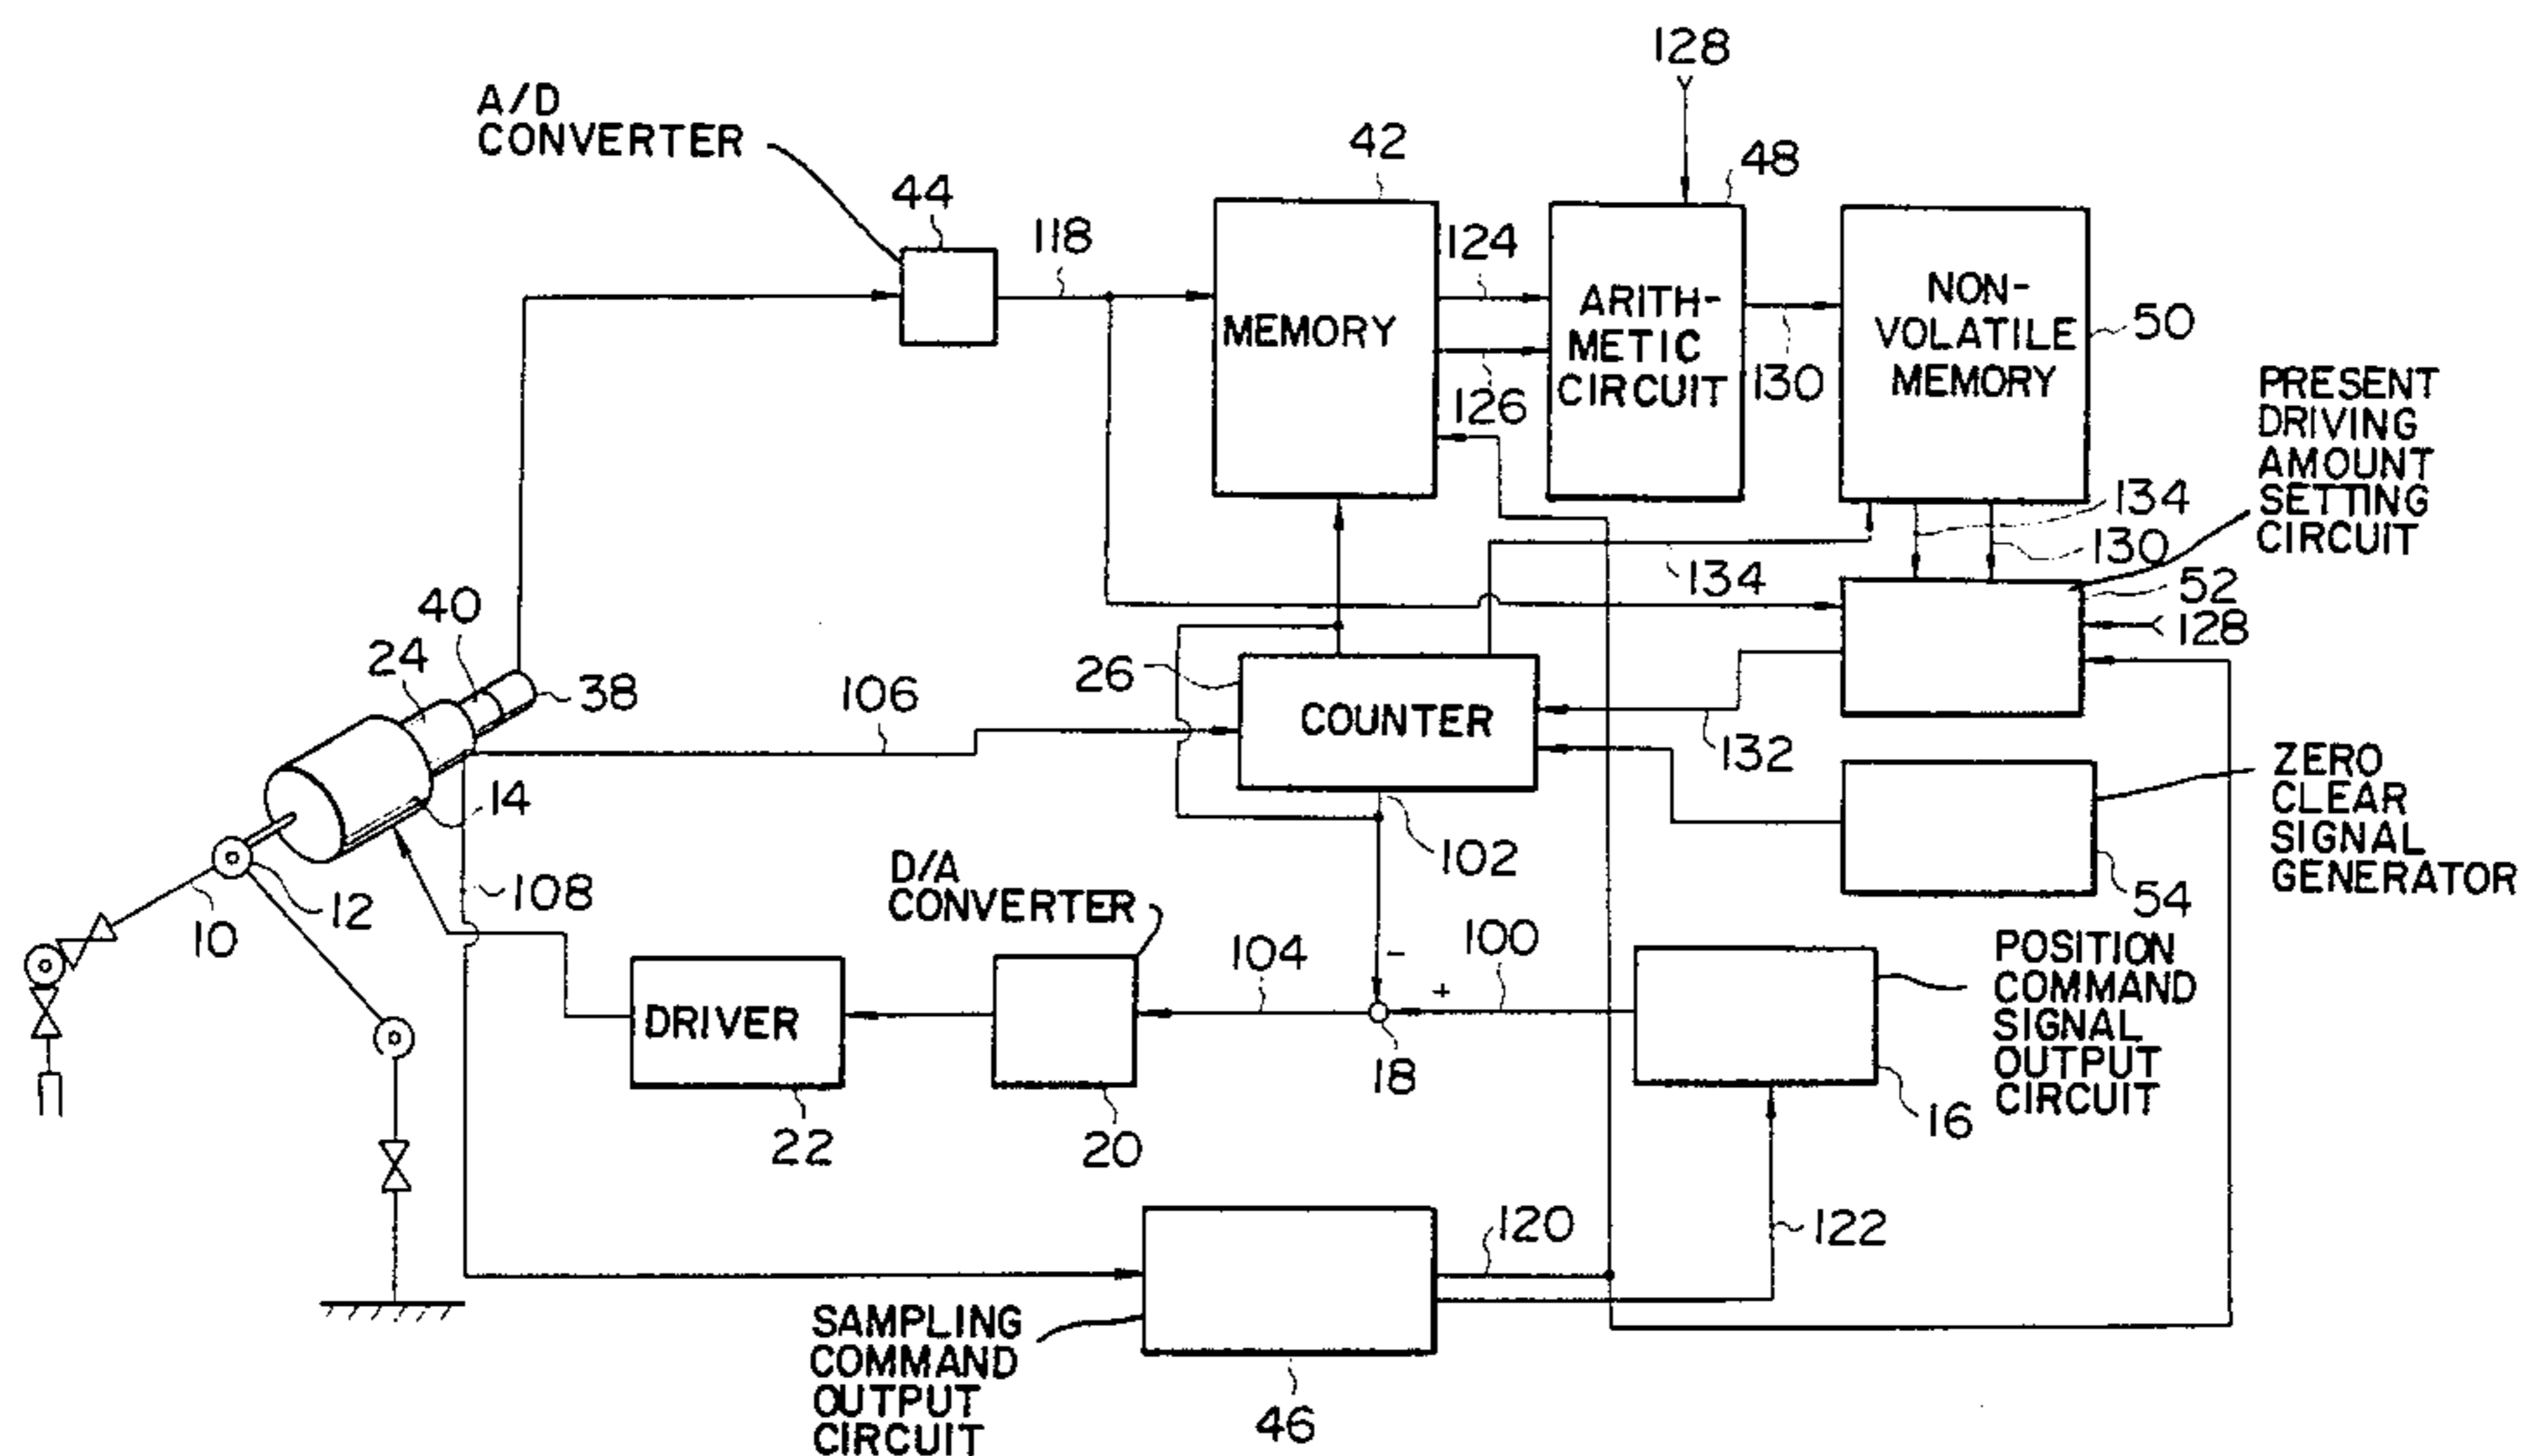 128
A/D
CONVERTER
42
48
44
118
124
NON-
VOLATILE
MEMORY
ARITH-
METIC
CIRCUIT
MEMORY
50
130
126
PRESENT
DRIVING
AMOUNT
SETTING
CIRCUIT
134
130
134
52
128
40
24
38
26
106
COUNTER
132
ZERO
CLEAR
SIGNAL
GENERATOR
14
102
54
D/A
CONVERTER
108
12
10
104
-
+
100
POSITION
COMMAND
SIGNAL
OUTPUT
CIRCUIT
DRIVER
18
16
22
20
120
122
SAMPLING
COMMAND
OUTPUT
CIRCUIT
46